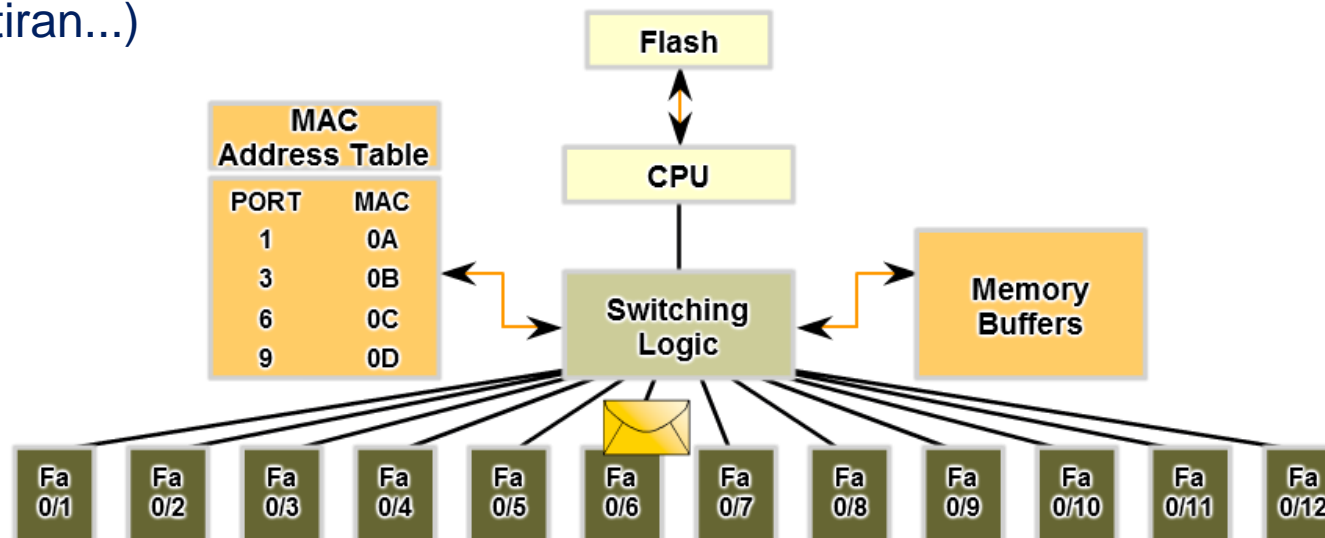 tiran...)
Flash
MAC
Address Table
CPU
PORT MAC
1 0A
3 0B
6 0C
9 0D
Switching
Logic
Memory
Buffers
Fa Fa Fa Fa Fa Fa Fa Fa Fa Fa Fa Fa
0/1 0/2 0/3 0/4 0/5 0/6 0/7 0/8 0/9 0/10 0/11 0/12